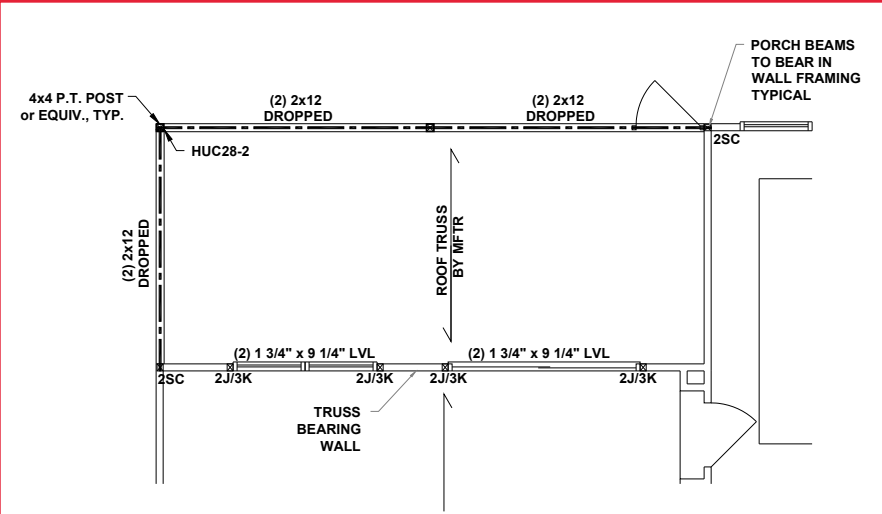 PORCH BEAMS
TO BEAR IN
WALL FRAMING
TYPICAL
4x4 P.T. POST
or EQUIV., TYP.
(2) 2x12
DROPPED
(2) 2x12
DROPPED
HUC28-2
2SC
(2) 2x12
DROPPED
ROOF TRUSS
BY MFTR
(2) 1 3/4" x 9 1/4" LVL
(2) 1 3/4" x 9 1/4" LVL
2SC
2J/3K
2J/3K
2J/3K
2J/3K
TRUSS
BEARING
WALL